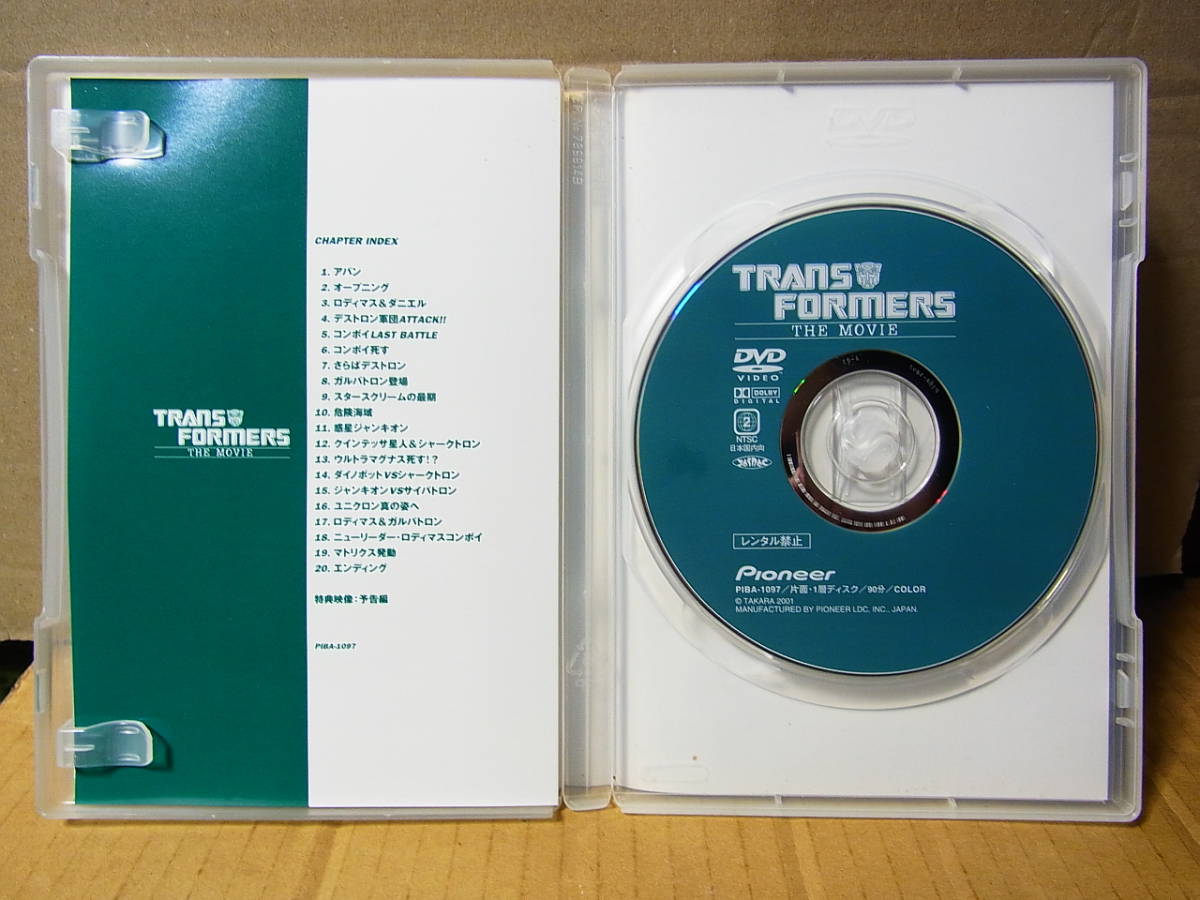 TRANS
FORMERS
THE MOVIE
CHAPTER INDEX
1. アバン
2. オープニング
3. ロディマス&ダニエル
4. デストロン軍団ATTACK!!
5. コンボイLAST BATTLE
6. コンボイ死す
7. さらばデストロン
8. ガルバトロン登場
9. スタースクリームの最期
10. 危険海域
11. 惑星ジャンキオン
12. クインテッサ星人&シャークトロン
13. ウルトラマグナス死す!?
14. ダイノボットVSシャークトロン
15. ジャンキオンVSサイバトロン
16. ユニクロン真の姿へ
17. ロディマス&ガルバトロン
18. ニューリーダー・ロディマスコンボイ
19. マトリクス発動
20. エンディング
特典映像:予告編
PIBA-1097
DVD
TRANS
FORMERS
THE MOVIE
DVD
VIDEO
DOLBY
DIGITAL
2
NTSC
日本国内向
レンタル禁止
Pioneer
PIBA-1097/片面・1層ディスク/90分/COLOR
© TAKARA 2001
MANUFACTURED BY PIONEER LDC, INC., JAPAN.